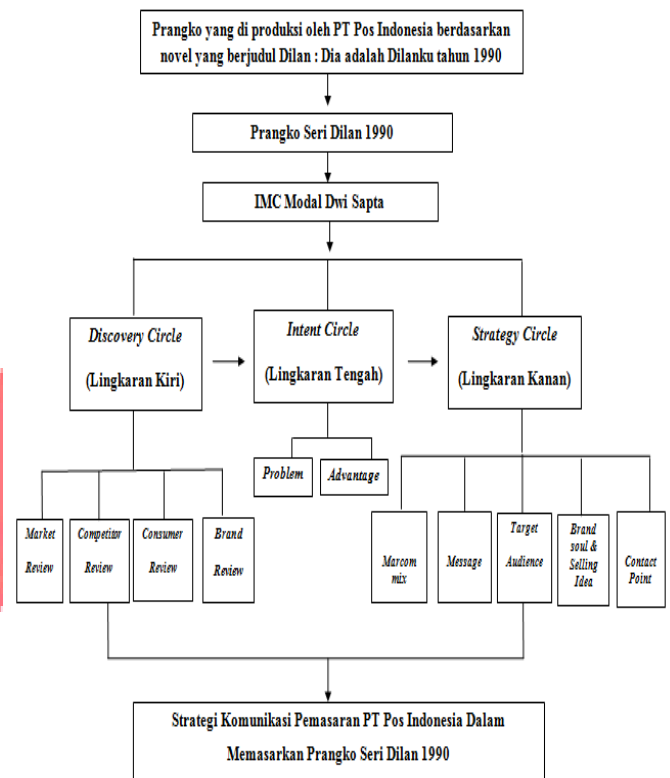 Prangko yang di produksi oleh PT Pos Indonesia berdasarkan
novel yang berjudul Dilan : Dia adalah Dilanku tahun 1990
Prangko Seri Dilan 1990
IMC Modal Dwi Sapta
Discovery Circle
(Lingkaran Kiri)
Intent Circle
(Lingkaran Tengah)
Strategy Circle
(Lingkaran Kanan)
Problem
Advantage
Market
Review
Competitor
Review
Consumer
Review
Brand
Review
Marcom
mix
Message
Target
Audience
Brand
soul &
Selling
Idea
Contact
Point
Strategi Komunikasi Pemasaran PT Pos Indonesia Dalam
Memasarkan Prangko Seri Dilan 1990